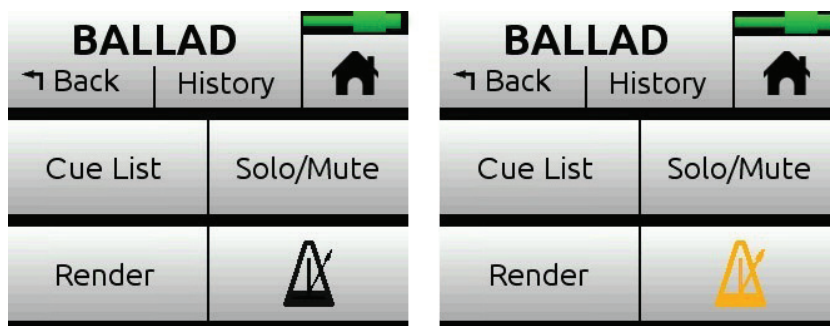 BALLAD
Back History
Cue List Solo/Mute
Render
BALLAD
Back History
Cue List Solo/Mute
Render